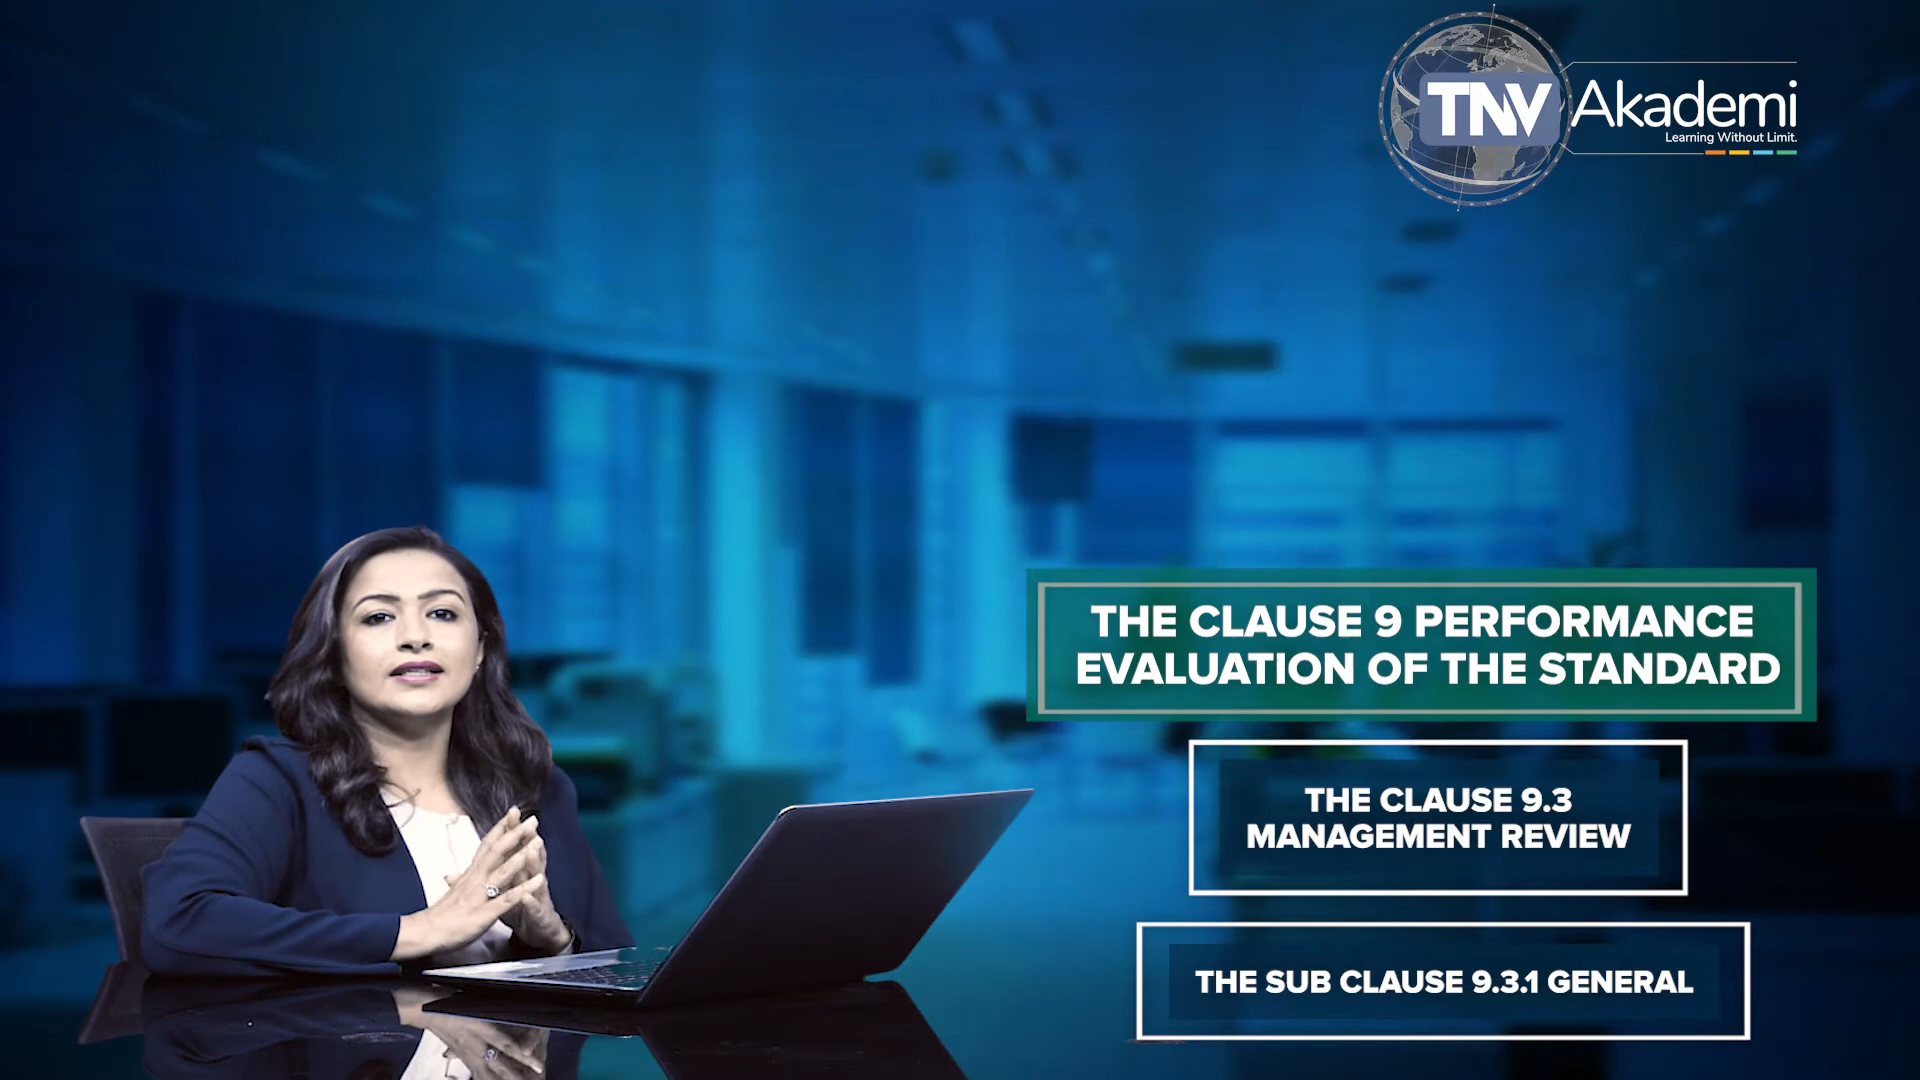 TNV Akademi
Learning Without Limit.
THE CLAUSE 9 PERFORMANCE
EVALUATION OF THE STANDARD
THE CLAUSE 9.3
MANAGEMENT REVIEW
THE SUB CLAUSE 9.3.1 GENERAL